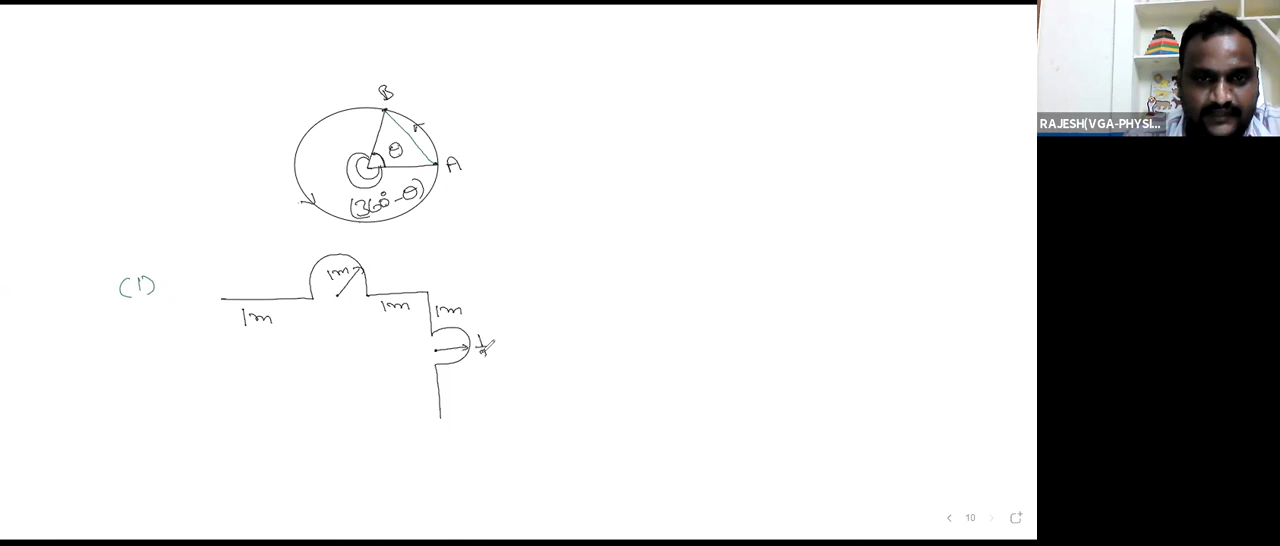 B
θ
A
(360°-θ)
(1)
1m
1m
1m
1m
RAJESH(VGA-PHYSI...
10